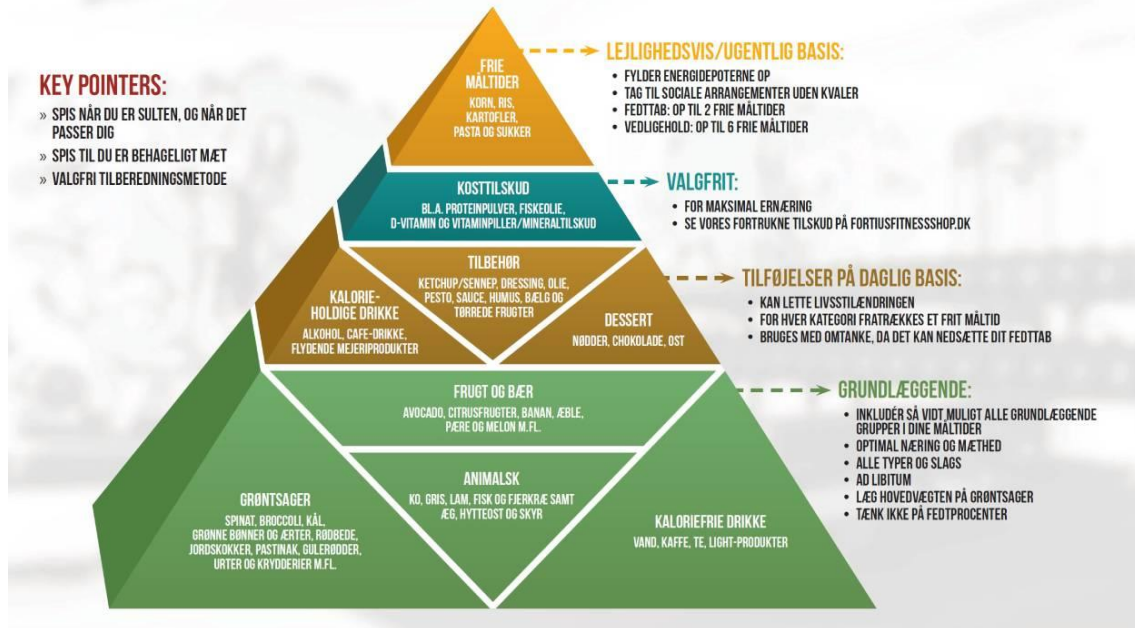 KEY POINTERS:
» SPIS NÅR DU ER SULTEN, OG NÅR DET
PASSER DIG
» SPIS TIL DU ER BEHAGELIGT MÆT
» VALGFRI TILBEREDNINGSMETODE
FRIE
MÅLTIDER
KORN, RIS,
KARTOFLER,
PASTA OG SUKKER
LEJLIGHEDSVIS/UGENTLIG BASIS:
• FYLDER ENERGIDEPOTERNE OP
• TAG TIL SOCIALE ARRANGEMENTER UDEN KVALER
• FEDTTAB: OP TIL 2 FRIE MÅLTIDER
• VEDLIGEHOLD: OP TIL 6 FRIE MÅLTIDER
KOSTTILSKUD
BL.A. PROTEINPULVER, FISKEOLIE,
D-VITAMIN OG VITAMINPILLER/MINERALTILSKUD
VALGFRIT:
• FOR MAKSIMAL ERNÆRING
• SE VORES FORTRUKNE TILSKUD PÅ FORTIUSFITNESSSHOP.DK
TILBEHØR
KETCHUP/SENNEP, DRESSING, OLIE,
PESTO, SAUCE, HUMUS, BÆLG OG
TØRREDE FRUGTER
KALORIE-
HOLDIGE DRIKKE
ALKOHOL, CAFE-DRIKKE,
FLYDENDE MEJERIPRODUKTER
DESSERT
NØDDER, CHOKOLADE, OST
TILFØJELSER PÅ DAGLIG BASIS:
• KAN LETTE LIVSSTILÆNDRINGEN
• FOR HVER KATEGORI FRATRÆKKES ET FRIT MÅLTID
• BRUGES MED OMTANKE, DA DET KAN NEDSÆTTE DIT FEDTTAB
FRUGT OG BÆR
AVOCADO, CITRUSFRUGTER, BANAN, ÆBLE,
PÆRE OG MELON M.FL.
ANIMALSK
KO, GRIS, LAM, FISK OG FJERKRÆ SAMT
ÆG, HYTTEOST OG SKYR
GRØNTSAGER
SPINAT, BROCCOLI, KÅL,
GRØNNE BØNNER OG ÆRTER, RØDBEDE,
JORDSKOKKER, PASTINAK, GULERØDDER,
URTER OG KRYDDERIER M.FL.
KALORIEFRIE DRIKKE
VAND, KAFFE, TE, LIGHT-PRODUKTER
GRUNDLÆGGENDE:
• INKLUDÉR SÅ VIDT MULIGT ALLE GRUNDLÆGGENDE
GRUPPER I DINE MÅLTIDER
• OPTIMAL NÆRING OG MÆTHED
• ALLE TYPER OG SLAGS
• AD LIBITUM
• LÆG HOVEDVÆGTEN PÅ GRØNTSAGER
• TÆNK IKKE PÅ FEDTPROCENTER